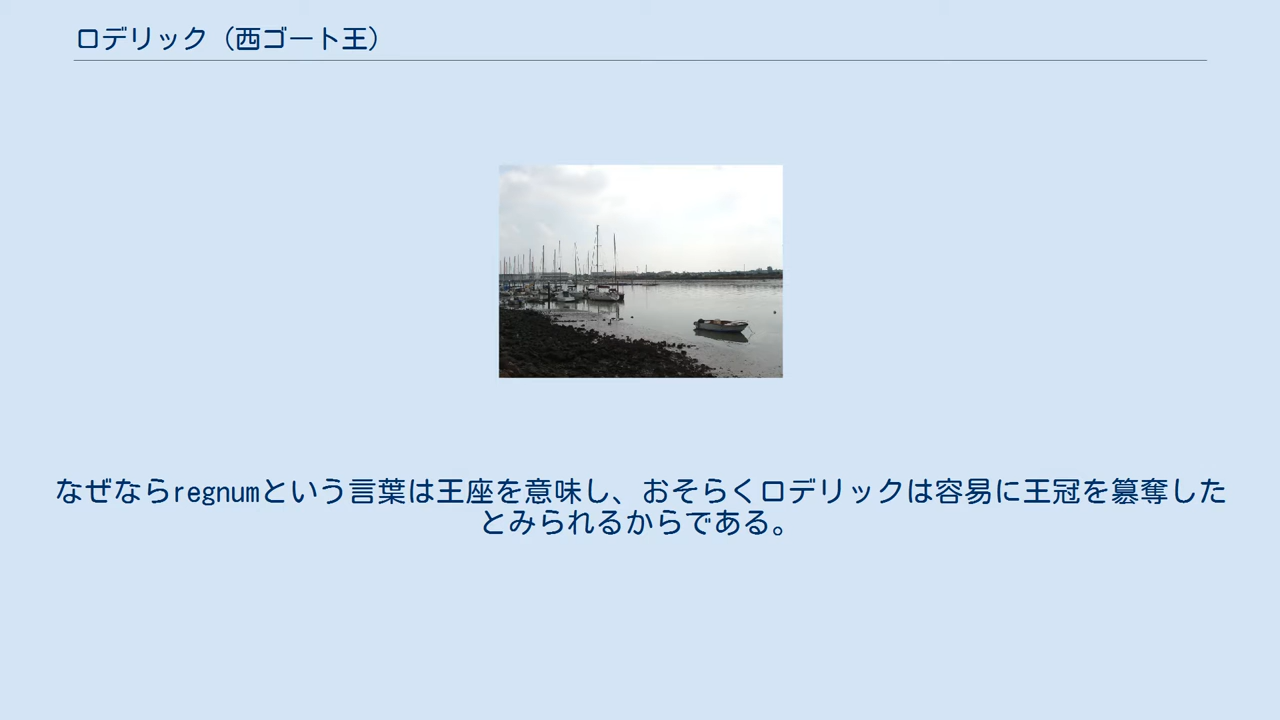 ロデリック（西ゴート王）
なぜならregnumという言葉は王座を意味し、おそらくロデリックは容易に王冠を簒奪した
とみられるからである。